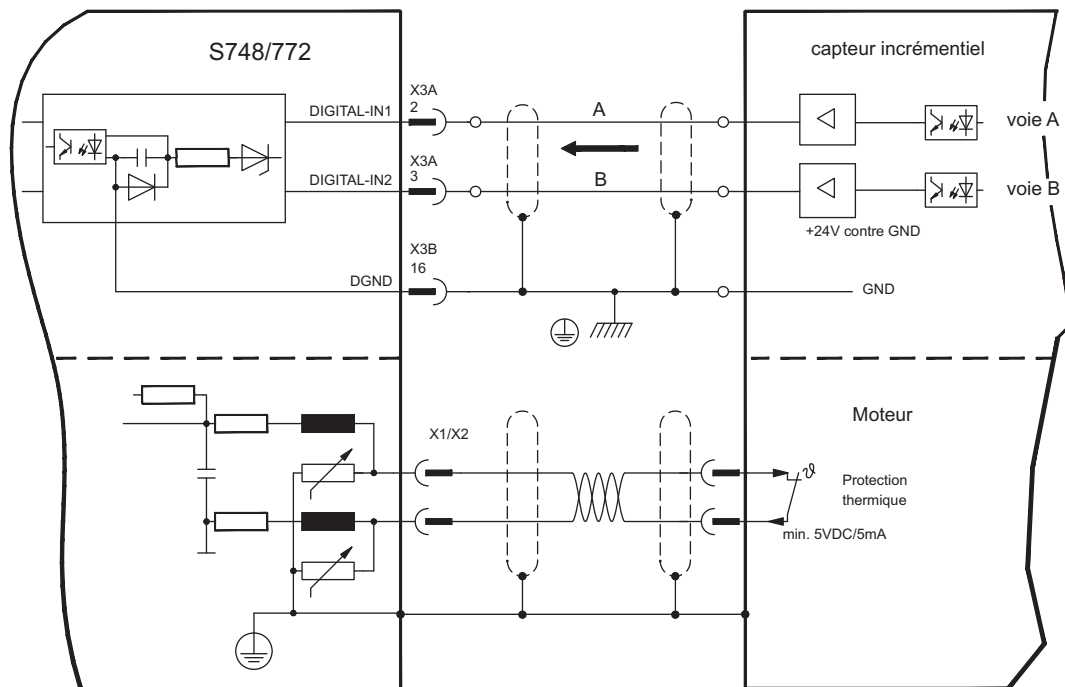 S748/772
capteur incrémentiel
X3A
2
DIGITAL-IN1
A
voie A
X3A
3
DIGITAL-IN2
B
voie B
+24V contre GND
X3B
16
DGND
GND
Moteur
X1/X2
ϑ
Protection
thermique
min. 5VDC/5mA